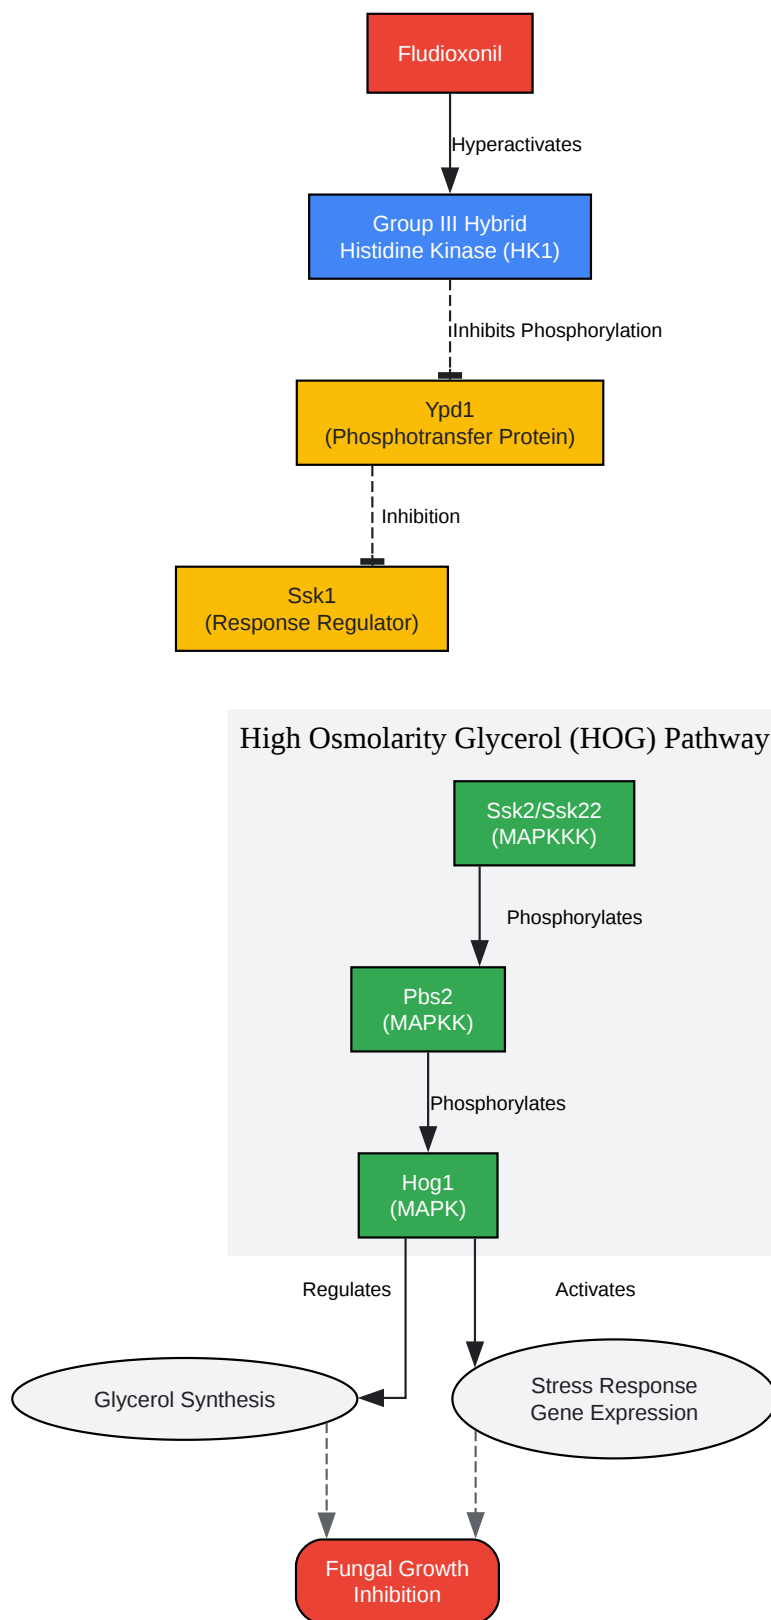 Fludioxonil
Hyperactivates
Group III Hybrid
Histidine Kinase (HK1)
Inhibits Phosphorylation
Ypd1
(Phosphotransfer Protein)
Inhibition
Ssk1
(Response Regulator)
High Osmolarity Glycerol (HOG) Pathway
Ssk2/Ssk22
(MAPKKK)
Phosphorylates
Pbs2
(MAPKK)
Phosphorylates
Hog1
(MAPK)
Regulates
Activates
Glycerol Synthesis
Stress Response
Gene Expression
Fungal Growth
Inhibition